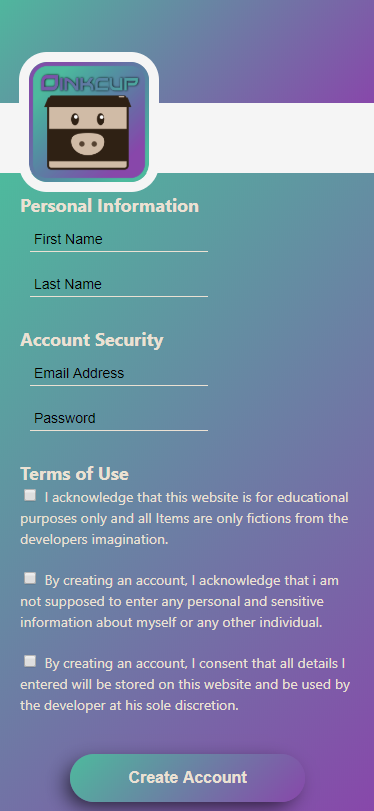 OINKCUP
Personal Information
First Name
Last Name
Account Security
Email Address
Password
Terms of Use
I acknowledge that this website is for educational
purposes only and all Items are only fictions from the
developers imagination.
By creating an account, I acknowledge that i am
not supposed to enter any personal and sensitive
information about myself or any other individual.
By creating an account, I consent that all details I
entered will be stored on this website and be used by
the developer at his sole discretion.
Create Account